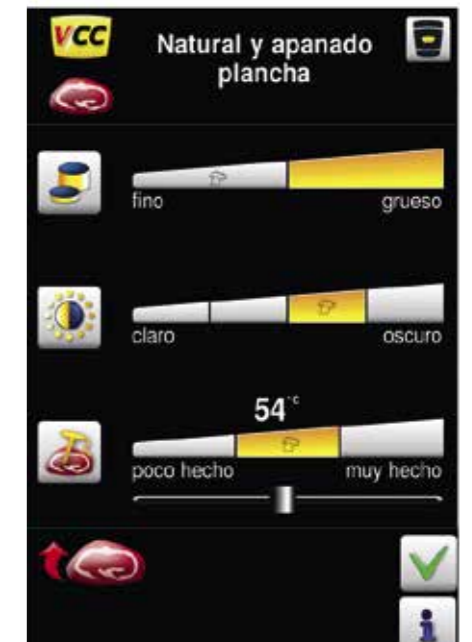 VCC
Natural y apanado
plancha
fino grueso
claro oscuro
54°C
poco hecho muy hecho
i